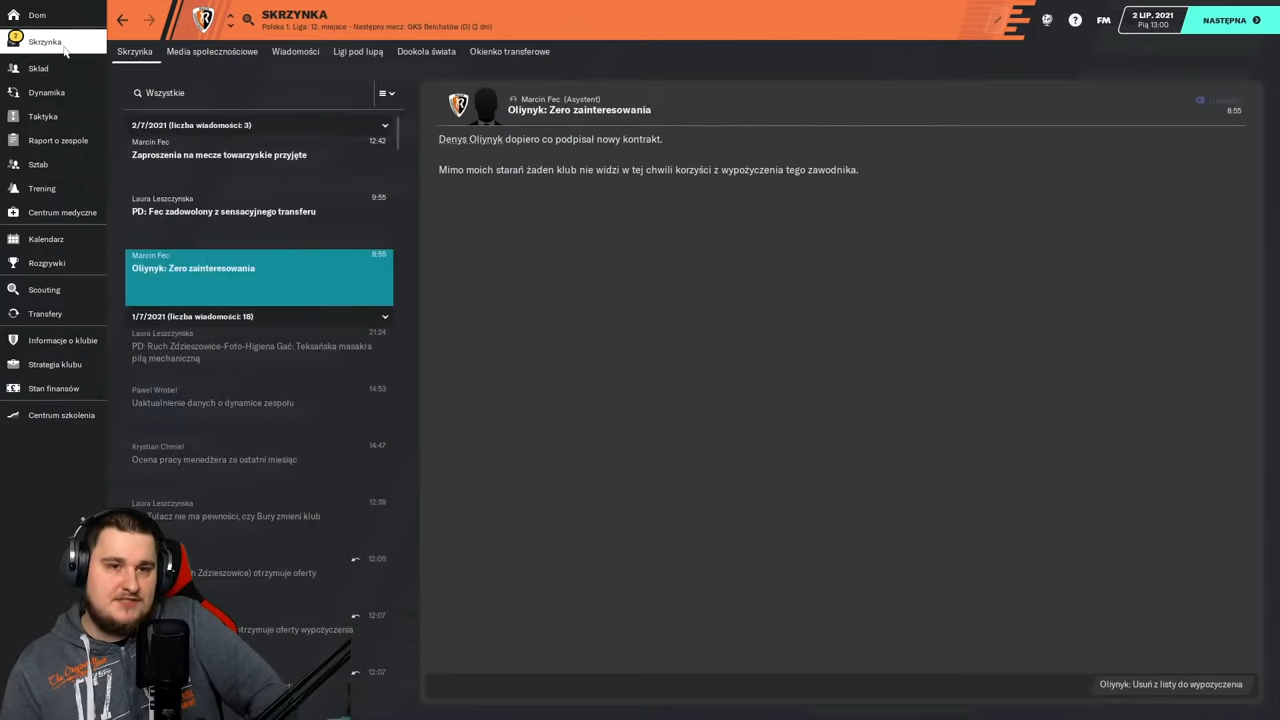 Dom
2
Skrzynka
Skład
Dynamika
Taktyka
Raport o zespole
Sztab
Trening
Centrum medyczne
Kalendarz
Rozgrywki
Scouting
Transfery
Informacje o klubie
Strategia klubu
Stan finansów
Centrum szkolenia
SKRZYNKA
Polska 1. Liga: 12. miejsce - Następny mecz: GKS Bełchatów (D) (2 dni)
?
FM
2 LIP. 2021
Pią 13:00
NASTĘPNA
Skrzynka
Media społecznościowe
Wiadomości
Ligi pod lupą
Dookoła świata
Okienko transferowe
Wszystkie
2/7/2021 (liczba wiadomości: 3)
Marcin Fec 12:42
Zaproszenia na mecze towarzyskie przyjęte
Laura Leszczynska 9:55
PD: Fec zadowolony z sensacyjnego transferu
Marcin Fec 8:55
Oliynyk: Zero zainteresowania
1/7/2021 (liczba wiadomości: 18)
Laura Leszczynska 21:24
PD: Ruch Zdzieszowice-Foto-Higiena Gać: Teksańska masakra
piłą mechaniczną
Paweł Wrobel 14:53
Uaktualnienie danych o dynamice zespołu
Krystian Chmiel 14:47
Ocena pracy menedżera za ostatni miesiąc
Laura Leszczynska 12:39
Tułacz nie ma pewności, czy Bury zmieni klub
12:09
Zdzieszowice) otrzymuje oferty
12:07
otrzymuje oferty wypożyczenia
12:07
Marcin Fec (Asystent)
Oliynyk: Zero zainteresowania
8:55
Denys Oliynyk dopiero co podpisał nowy kontrakt.
Mimo moich starań żaden klub nie widzi w tej chwili korzyści z wypożyczenia tego zawodnika.
Oliynyk: Usuń z listy do wypożyczenia